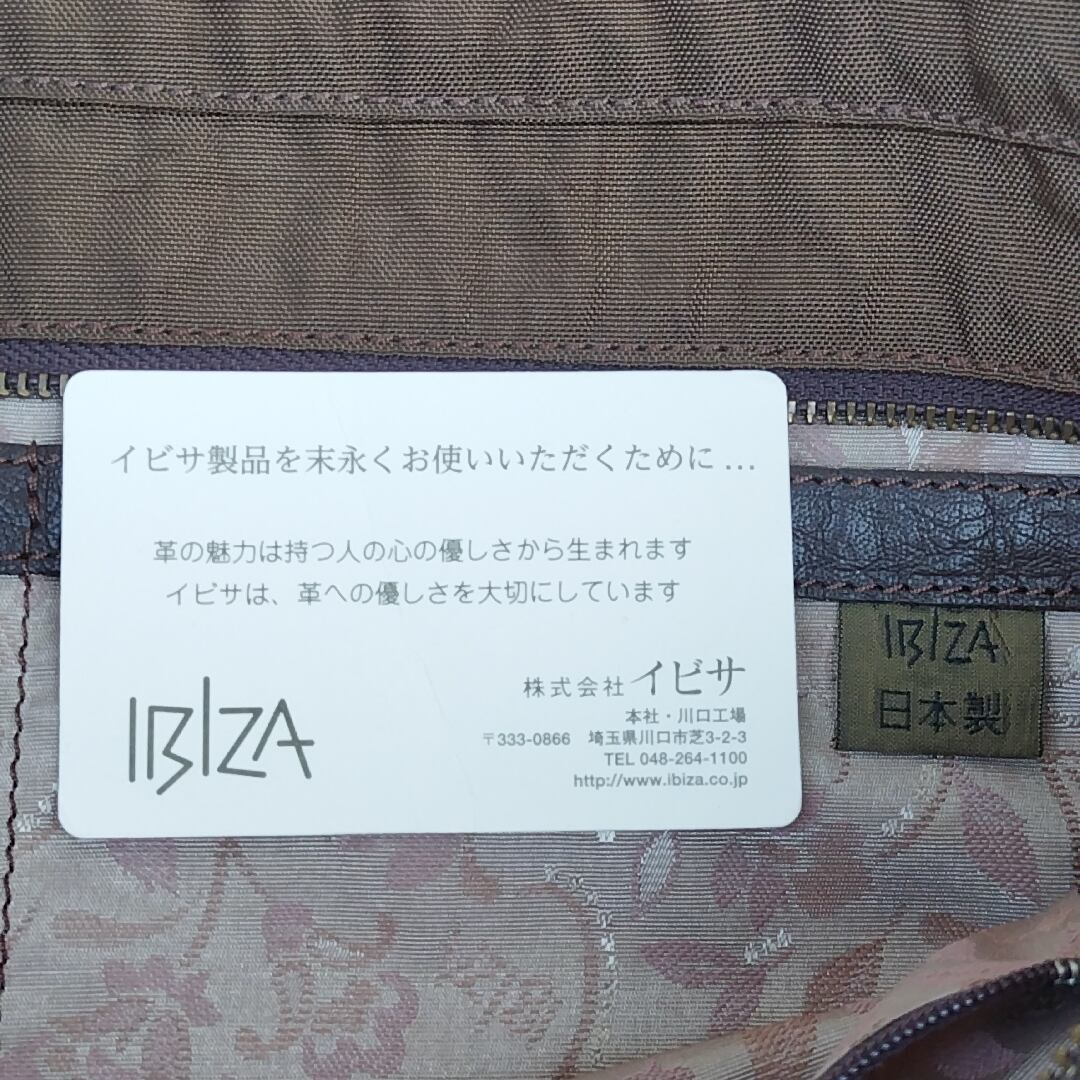 イビサ製品を末永くお使いいただくために...
革の魅力は持つ人の心の優しさから生まれます
イビサは、革への優しさを大切にしています
IBIZA
株式会社イビサ
本社・川口工場
〒333-0866 埼玉県川口市芝3-2-3
TEL 048-264-1100
http://www.ibiza.co.jp
IBIZA
日本製